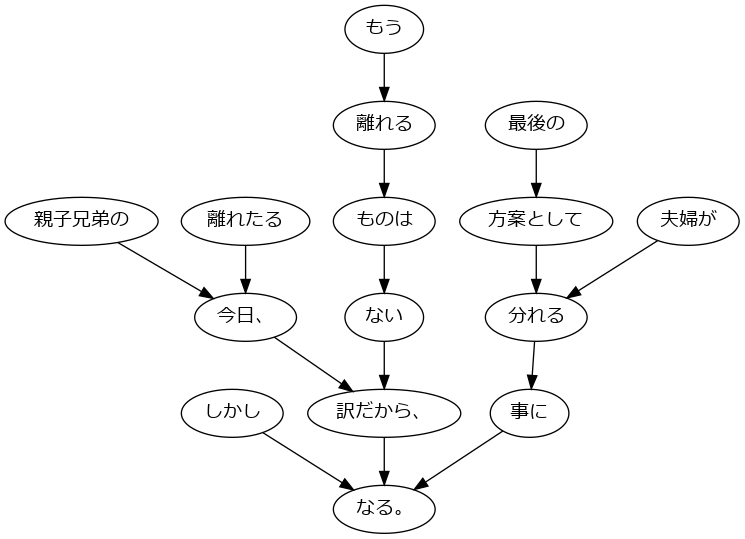 もう
離れる
最後の
親子兄弟の
離れたる
ものは
方案として
夫婦が
今日、
ない
分れる
しかし
訳だから、
事に
なる。